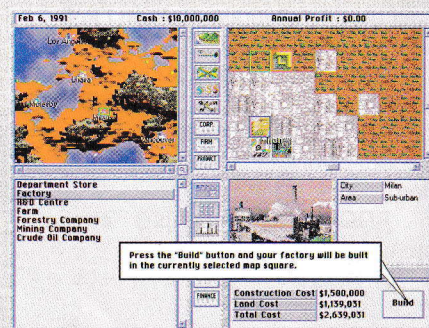 Feb 6, 1991 Cash : $10,000,000 Annual Profit : $0.00
Los Angel
CORP.
FIRM
PRODUCT
Department Store
Factory
R&D Centre
Farm
Forestry Company
Mining Company
Crude Oil Company
City Milan
Area Sub-urban
Press the "Build" button and your factory will be built
in the currently selected map square.
FINANCE
Construction Cost $1,500,000
Land Cost $1,139,031
Total Cost $2,639,031
Build